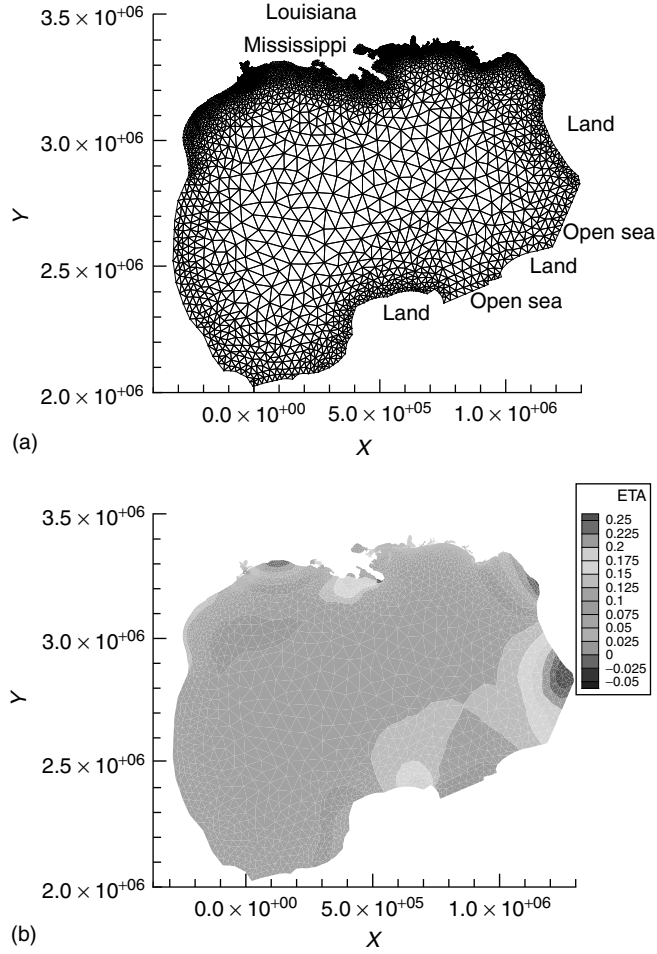 3.5 × 10⁺⁰⁶
Louisiana
Mississippi
3.0 × 10⁺⁰⁶
Land
Y
Open sea
2.5 × 10⁺⁰⁶
Land
Open sea
Land
2.0 × 10⁺⁰⁶
0.0 × 10⁺⁰⁰ 5.0 × 10⁺⁰⁵ 1.0 × 10⁺⁰⁶
(a)
X
ETA
3.5 × 10⁺⁰⁶
0.25
0.225
0.2
0.175
0.15
0.125
0.1
0.075
0.05
0.025
0
−0.025
−0.05
3.0 × 10⁺⁰⁶
Y
2.5 × 10⁺⁰⁶
2.0 × 10⁺⁰⁶
0.0 × 10⁺⁰⁰ 5.0 × 10⁺⁰⁵ 1.0 × 10⁺⁰⁶
(b)
X